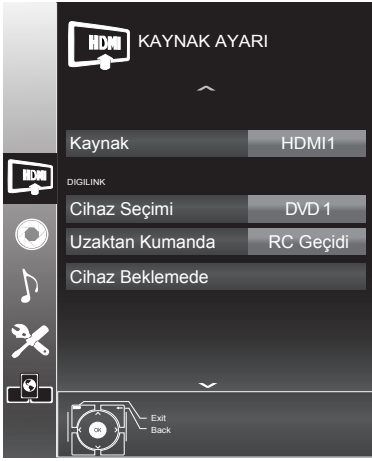 HDMI KAYNAK AYARI
Kaynak HDMI1
HDMI
DIGILINK
Cihaz Seçimi DVD 1
Uzaktan Kumanda RC Geçidi
Cihaz Beklemede
Exit
OK Back